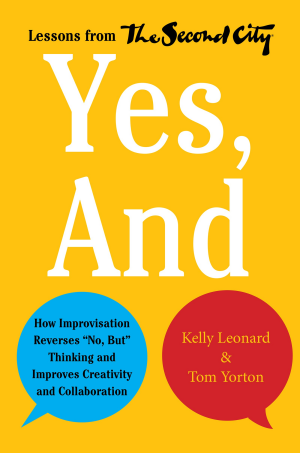 Lessons from The Second City
Yes,
And
How Improvisation
Reverses “No, But”
Thinking and
Improves Creativity
and Collaboration
Kelly Leonard
&
Tom Yorton